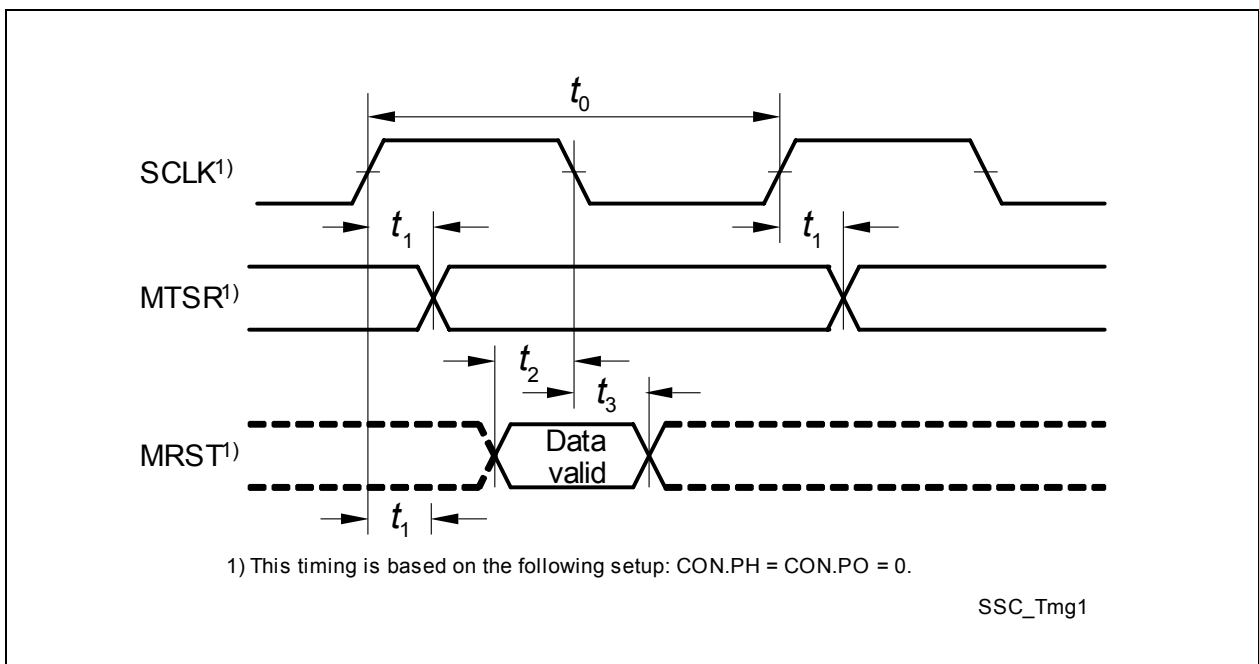 t0
SCLK1)
t1 t1
MTSR1)
t2
t3
MRST1) Data
valid
t1
1) This timing is based on the following setup: CON.PH = CON.PO = 0.
SSC_Tmg1